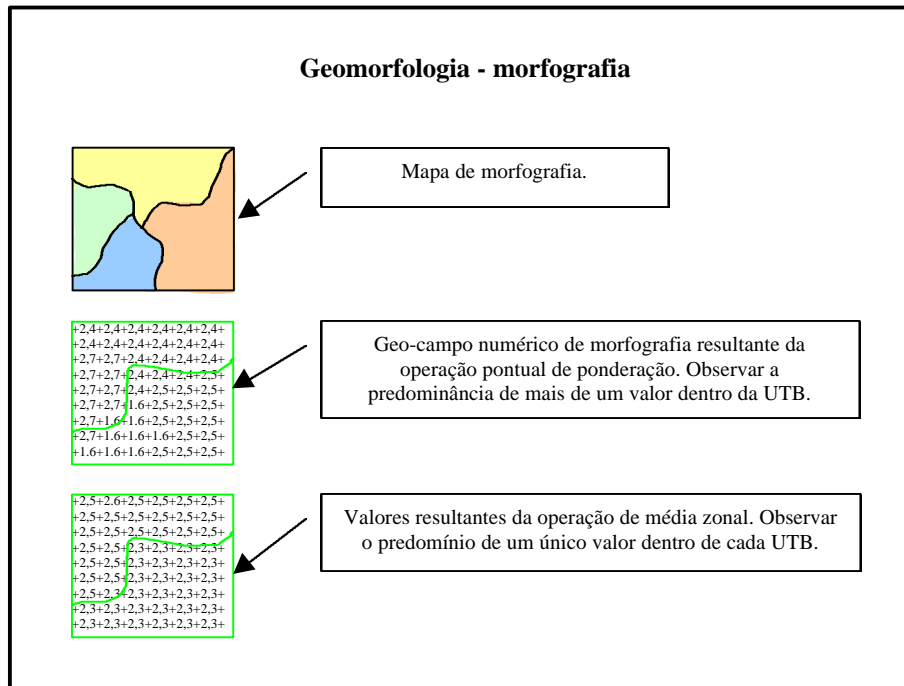 Geomorfologia - morfografia
Mapa de morfografia.
+2,4+2,4+2,4+2,4+2,4+2,4+
+2,4+2,4+2,4+2,4+2,4+2,4+
+2,7+2,7+2,4+2,4+2,4+2,4+
+2,7+2,7+2,4+2,4+2,4+2,5+
+2,7+2,7+2,4+2,5+2,5+2,5+
+2,7+2,7+1.6+2,5+2,5+2,5+
+2,7+1.6+1.6+2,5+2,5+2,5+
+2,7+1.6+1.6+1.6+2,5+2,5+
+1.6+1.6+1.6+2,5+2,5+2,5+
Geo-campo numérico de morfografia resultante da
operação pontual de ponderação. Observar a
predominância de mais de um valor dentro da UTB.
+2,5+2.6+2,5+2,5+2,5+2,5+
+2,5+2,5+2,5+2,5+2,5+2,5+
+2,5+2,5+2,5+2,5+2,5+2,5+
+2,5+2,5+2,3+2,3+2,3+2,3+
+2,5+2,5+2,3+2,3+2,3+2,3+
+2,5+2,5+2,3+2,3+2,3+2,3+
+2,5+2,3+2,3+2,3+2,3+2,3+
+2,3+2,3+2,3+2,3+2,3+2,3+
+2,3+2,3+2,3+2,3+2,3+2,3+
Valores resultantes da operação de média zonal. Observar
o predomínio de um único valor dentro de cada UTB.